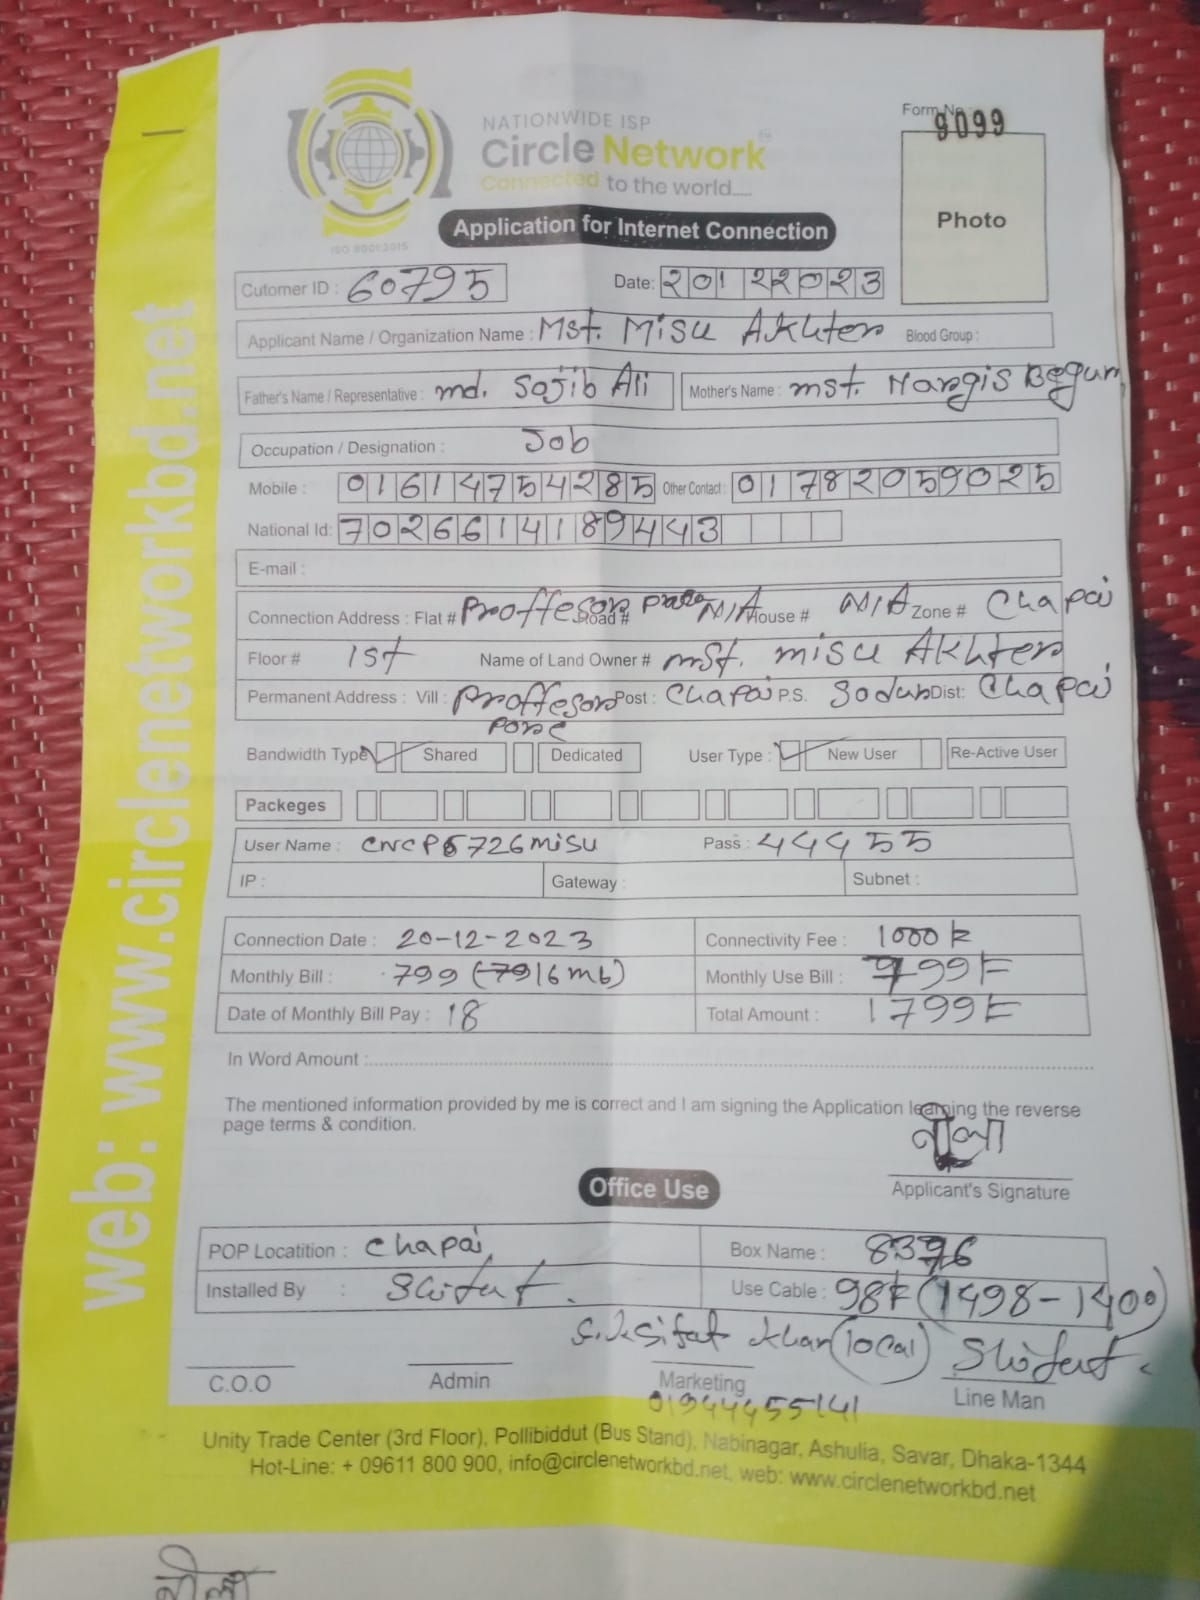 Form No :
9099
NATIONWIDE ISP
Circle Network
Connected to the world....
ISO 9001:2015
Photo
Application for Internet Connection
Cutomer ID : 60795 Date: 20122023
Applicant Name / Organization Name : Mst. Misu Akhter Blood Group :
Father's Name / Representative : md. Sojib Ali Mother's Name : mst. Nargis Begum
Occupation / Designation : Job
Mobile : 01614754285 Other Contact : 01782059025
National Id: 7026614189443
E-mail :
Connection Address : Flat # Proffesor para Road # N/A House # N/A Zone # Chapai
Floor # 1st Name of Land Owner # mst. misu Akhter
Permanent Address : Vill : Proffesor Post : Chapai P.S. Sodur Dist: Chapai
Bandwidth Type Shared Dedicated User Type : New User Re-Active User
Packeges
User Name : Pass : 44455
IP : Gateway : Subnet :
Connection Date : 20-12-2023 Connectivity Fee : 1000
Monthly Bill : 799 Monthly Use Bill : 799
Date of Monthly Bill Pay : 18 Total Amount : 1799
In Word Amount :
The mentioned information provided by me is correct and I am signing the Application learning the reverse
page terms & condition.
Applicant's Signature
Office Use
POP Locatition : Chapai Box Name :
Installed By : Use Cable : (1498-1400)
Sifat Khan (local)
C.O.O Admin Marketing Line Man
01944455141
Unity Trade Center (3rd Floor), Pollibiddut (Bus Stand), Nabinagar, Ashulia, Savar, Dhaka-1344
Hot-Line: + 09611 800 900, info@circlenetworkbd.net, web: www.circlenetworkbd.net
web: www.circlenetworkbd.net